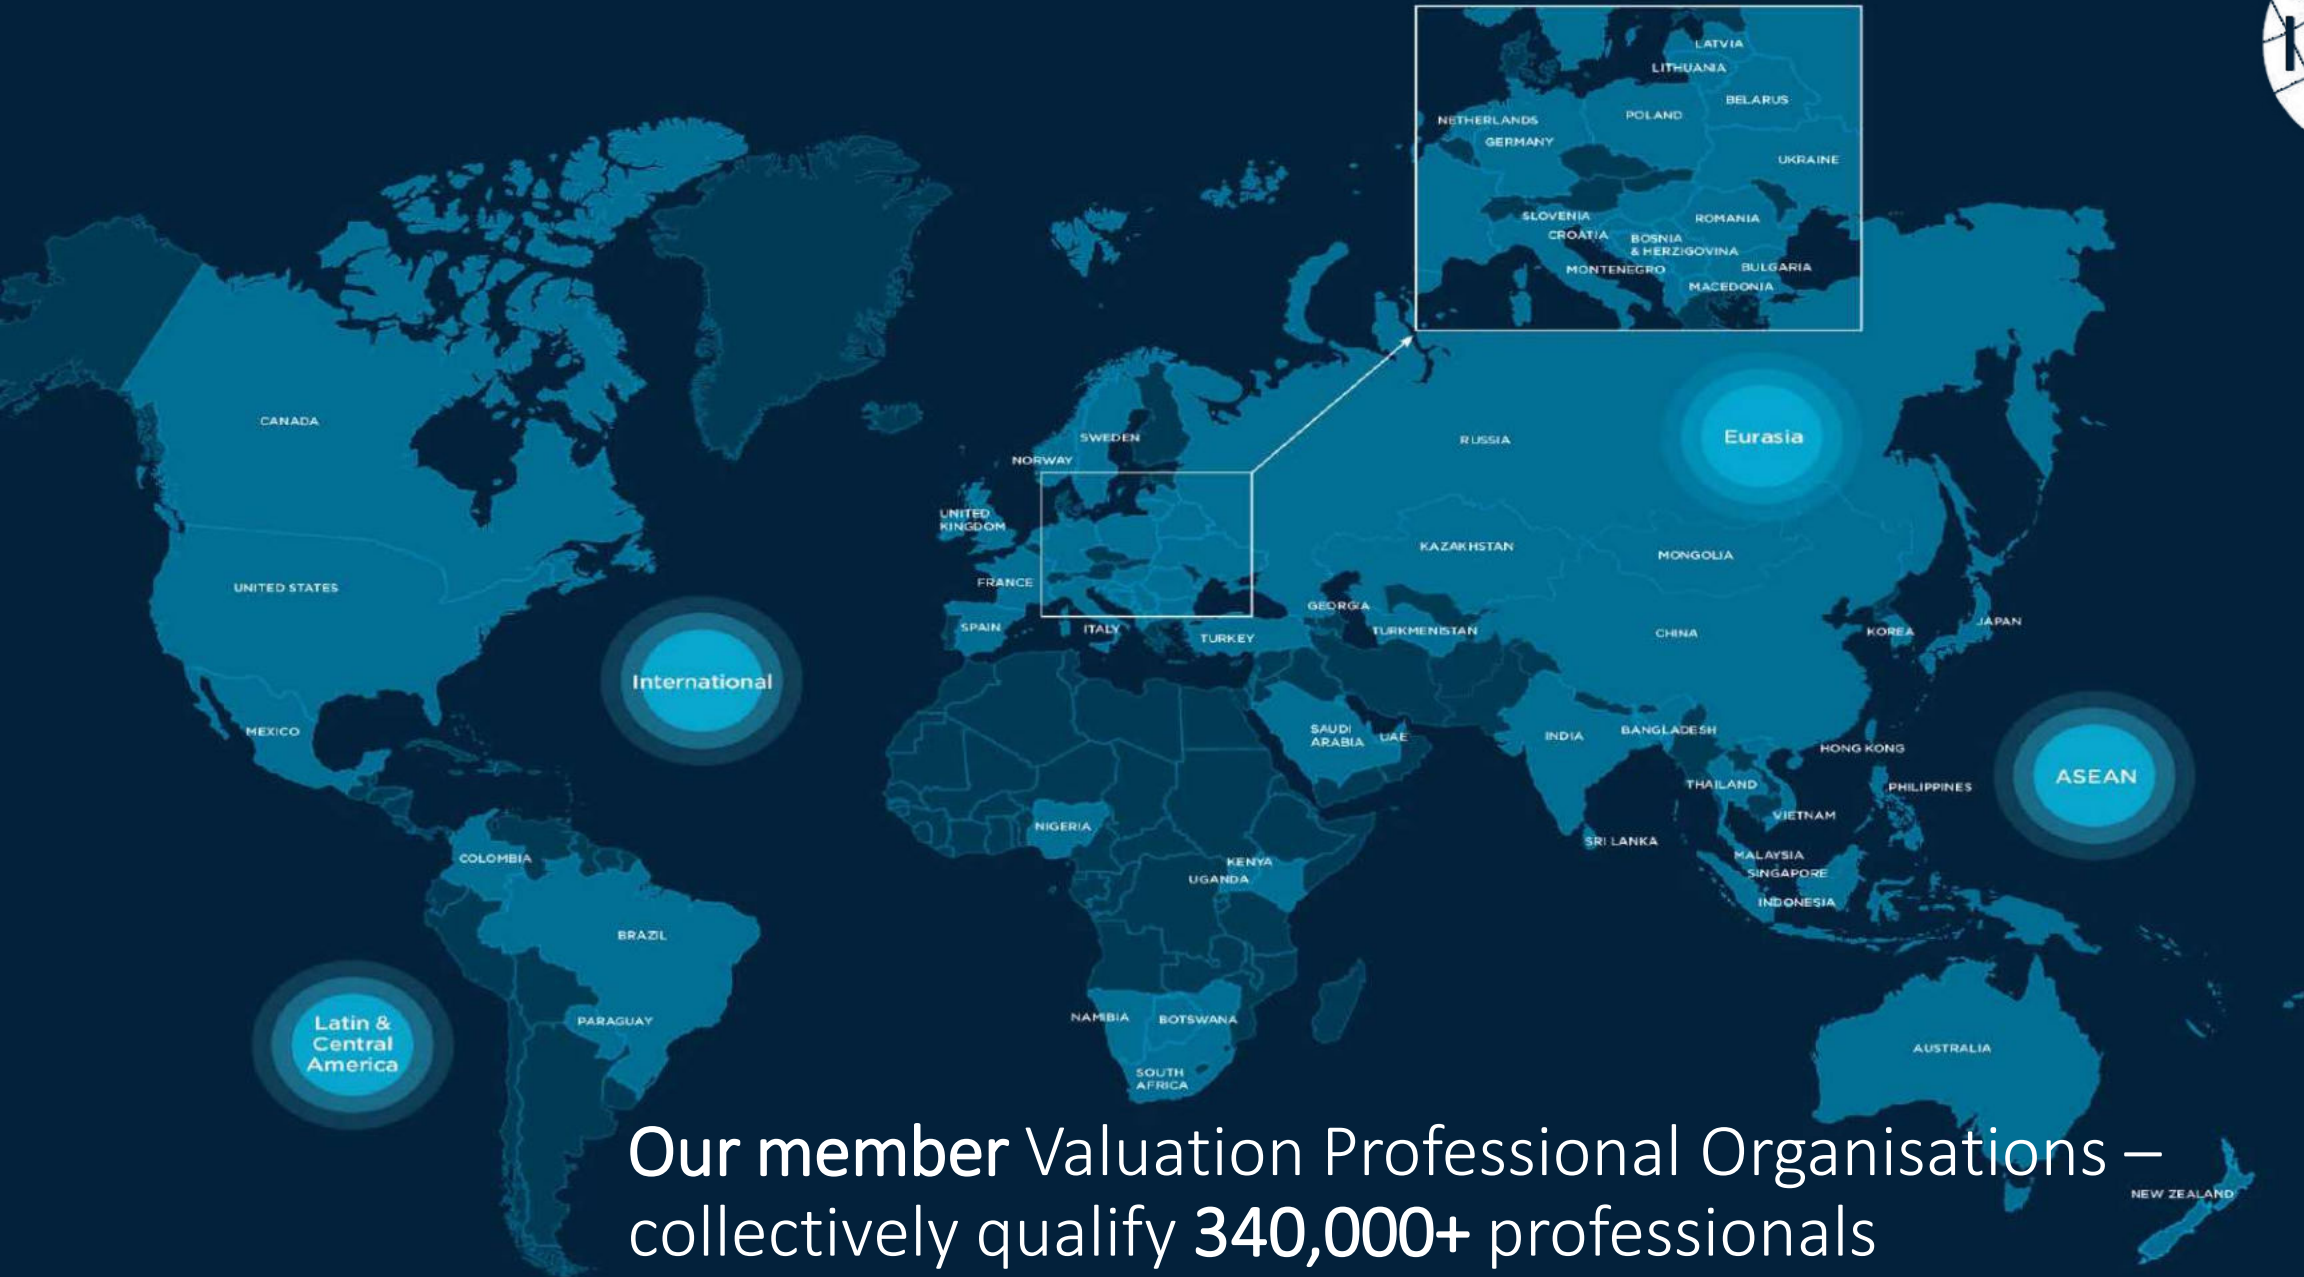 LATVIA
LITHUANIA
BELARUS
NETHERLANDS
POLAND
GERMANY
UKRAINE
SLOVENIA
ROMANIA
CROATIA
BOSNIA
& HERZIGOVINA
MONTENEGRO
BULGARIA
MACEDONIA
CANADA
SWEDEN
NORWAY
RUSSIA
Eurasia
UNITED
KINGDOM
KAZAKHSTAN
MONGOLIA
FRANCE
UNITED STATES
GEORGIA
SPAIN
ITALY
TURKEY
TURKMENISTAN
CHINA
KOREA
JAPAN
International
MEXICO
SAUDI
ARABIA
UAE
INDIA
BANGLADESH
HONG KONG
THAILAND
PHILIPPINES
ASEAN
VIETNAM
NIGERIA
SRI LANKA
COLOMBIA
KENYA
UGANDA
MALAYSIA
SINGAPORE
INDONESIA
BRAZIL
Latin &
Central
America
PARAGUAY
NAMIBIA
BOTSWANA
AUSTRALIA
SOUTH
AFRICA
Our member Valuation Professional Organisations –
collectively qualify 340,000+ professionals
NEW ZEALAND